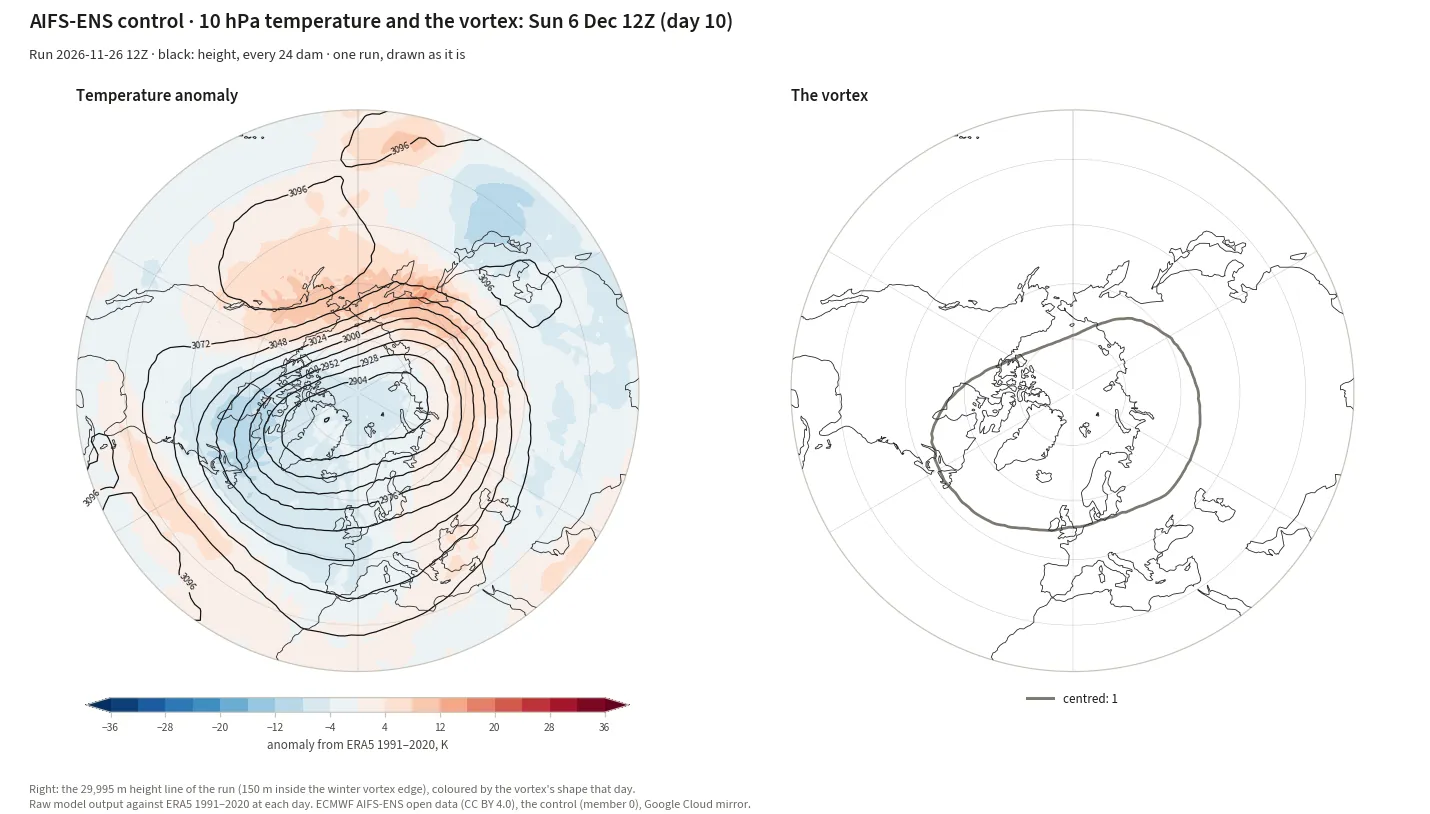 AIFS-ENS control · 10 hPa temperature and the vortex: Sun 6 Dec 12Z (day 10)
Run 2026-11-26 12Z · black: height, every 24 dam · one run, drawn as it is
Temperature anomaly
The vortex
3096
3096
3096
3072
3048
3024
3000
2952
2928
2904
2976
3096
3096
−36 −28 −20 −12 −4 4 12 20 28 36
anomaly from ERA5 1991–2020, K
centred: 1
Right: the 29,995 m height line of the run (150 m inside the winter vortex edge), coloured by the vortex's shape that day.
Raw model output against ERA5 1991–2020 at each day. ECMWF AIFS-ENS open data (CC BY 4.0), the control (member 0), Google Cloud mirror.